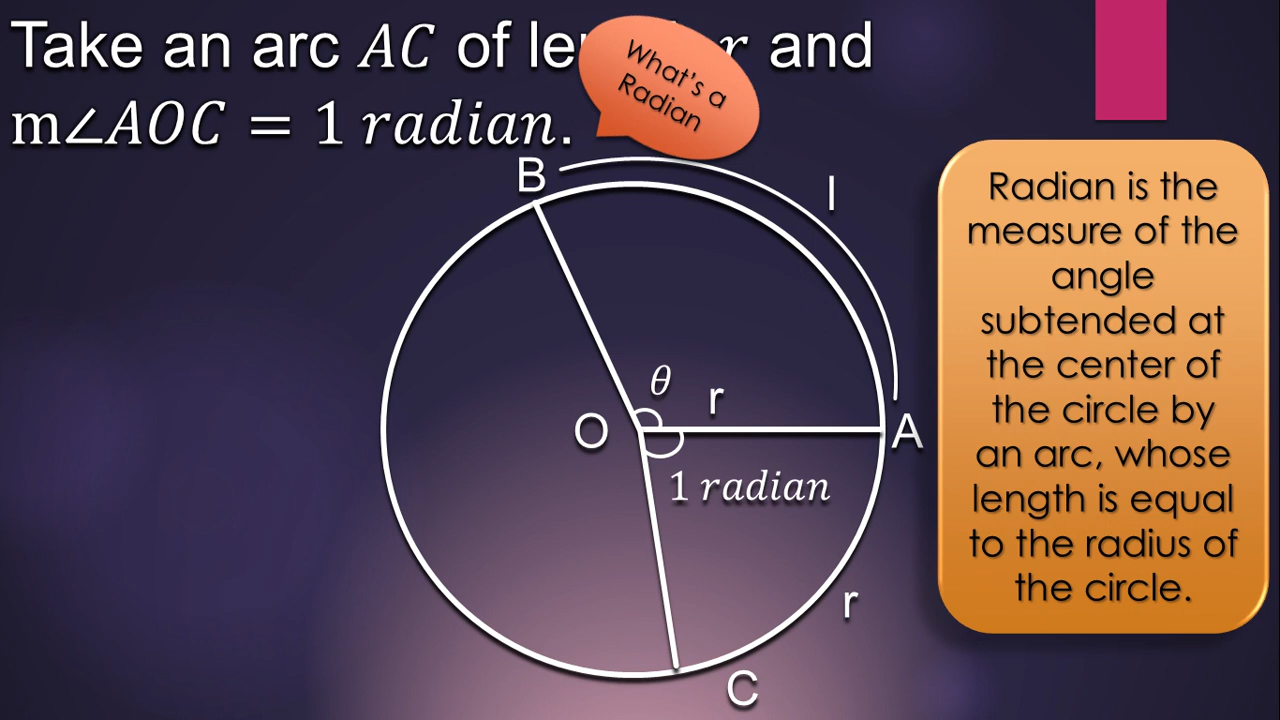 Take an arc 𝐴𝐶 of 𝑟 and
m∠𝐴𝑂𝐶 = 1 𝑟𝑎𝑑𝑖𝑎𝑛.
What's a
Radian
B
l
θ
r
O
A
1 𝑟𝑎𝑑𝑖𝑎𝑛
r
C
Radian is the
measure of the
angle
subtended at
the center of
the circle by
an arc, whose
length is equal
to the radius of
the circle.